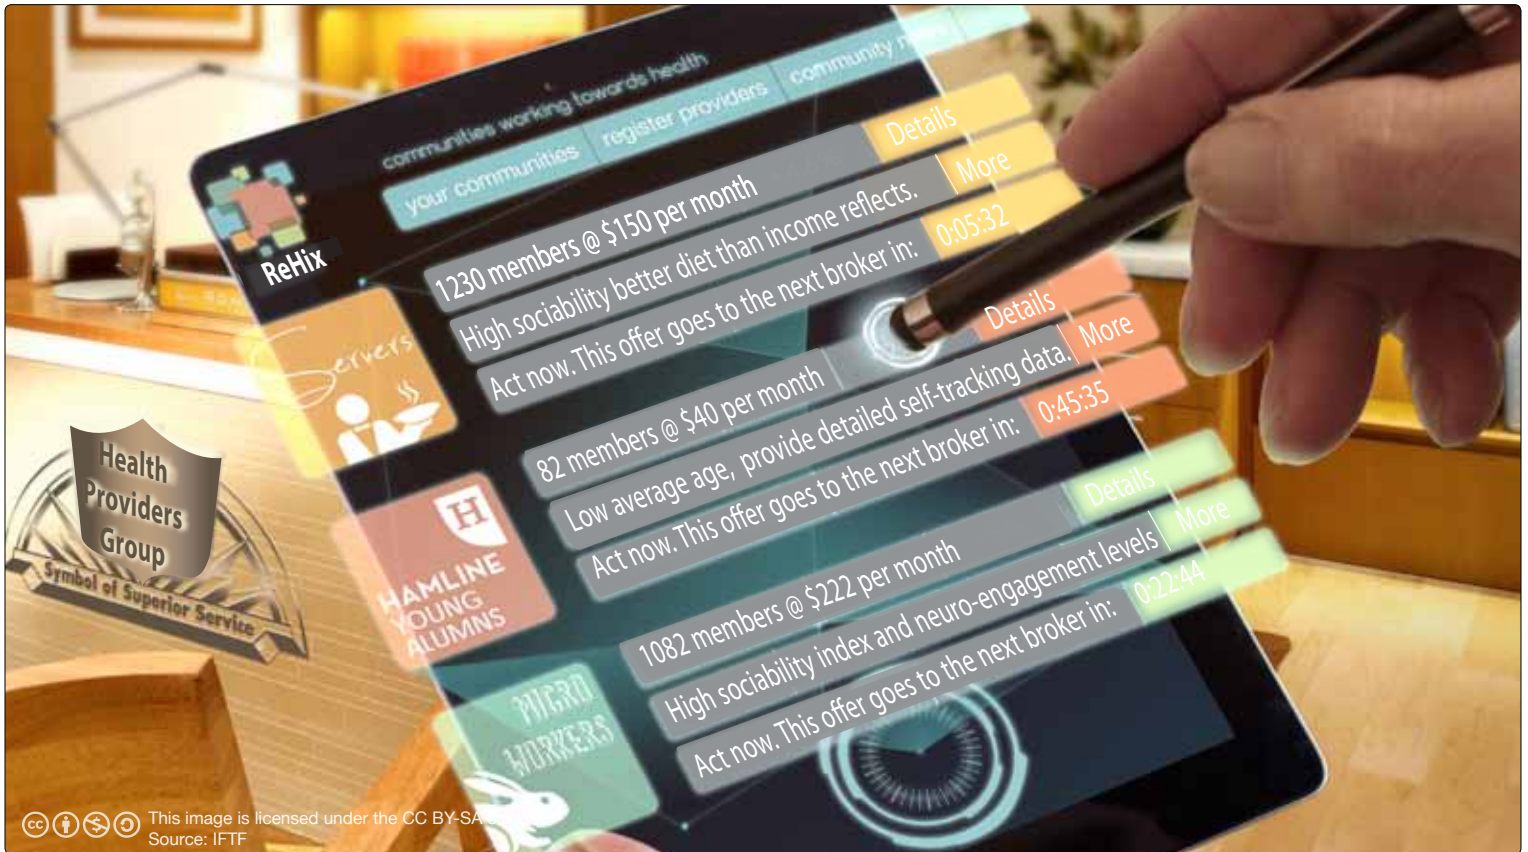 communities working towards health
your communities
register providers
community
ReHix
1230 members @ $150 per month
Details
High sociability better diet than income reflects.
More
Act now. This offer goes to the next broker in:
0:05:32
Servers
82 members @ $40 per month
Details
Low average age, provide detailed self-tracking data.
More
Act now. This offer goes to the next broker in:
0:45:35
H
HAMLINE
YOUNG
ALUMNS
1082 members @ $222 per month
Details
High sociability index and neuro-engagement levels
More
Act now. This offer goes to the next broker in:
0:22:44
MICRO
WORKERS
Health
Providers
Group
Symbol of Superior Service
cc
This image is licensed under the CC BY-SA
Source: IFTF